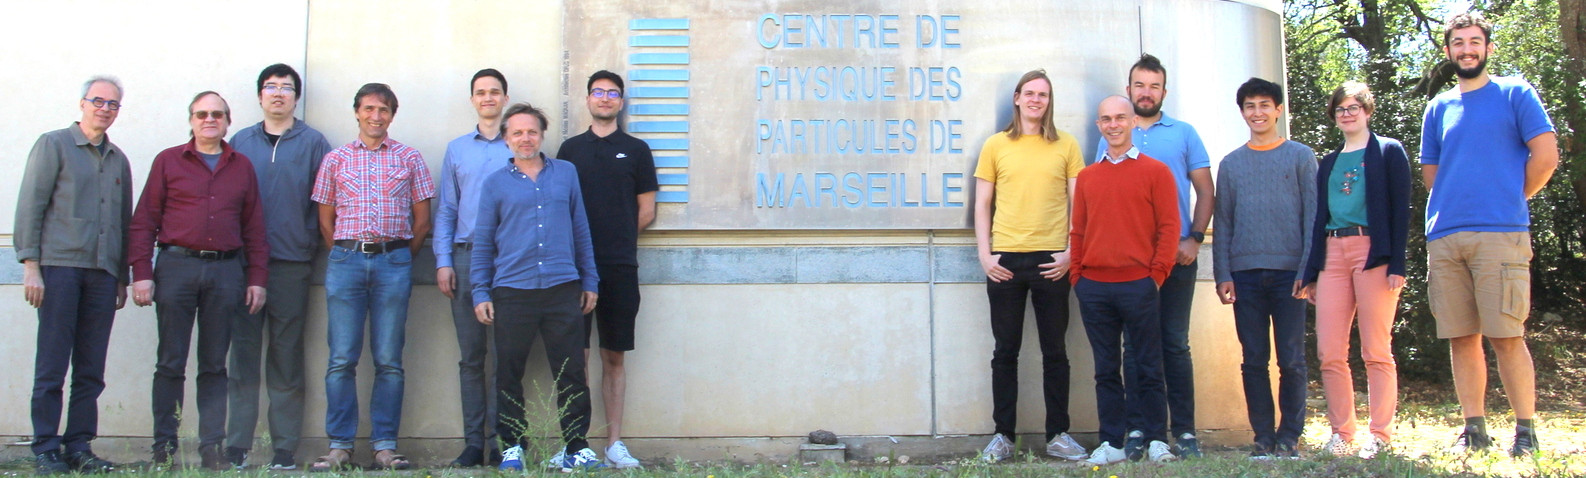 CENTRE DE
PHYSIQUE DES
PARTICULES DE
MARSEILLE